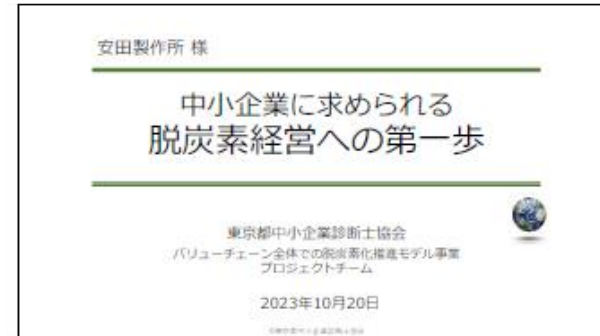 安田製作所 様
中小企業に求められる
脱炭素経営への第一歩
東京都中小企業診断士協会
バリューチェーン全体での脱炭素化推進モデル事業
プロジェクトチーム
2023年10月20日